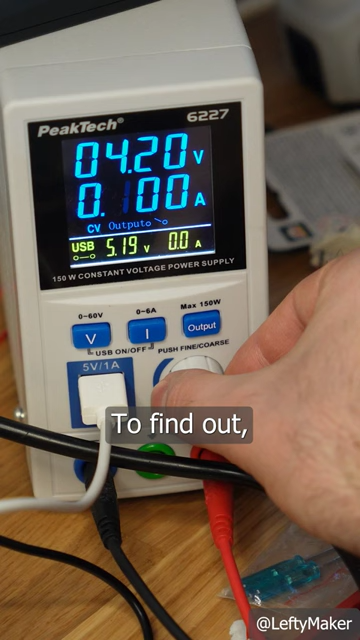 PeakTech® 6227
04.20 V
0. 00 A
CV Output
USB 5.19 V 0.0 A
150 W CONSTANT VOLTAGE POWER SUPPLY
0~60V 0~6A Max 150W
V I Output
USB ON/OFF PUSH FINE/COARSE
5V/1A
To find out,
@LeftyMaker